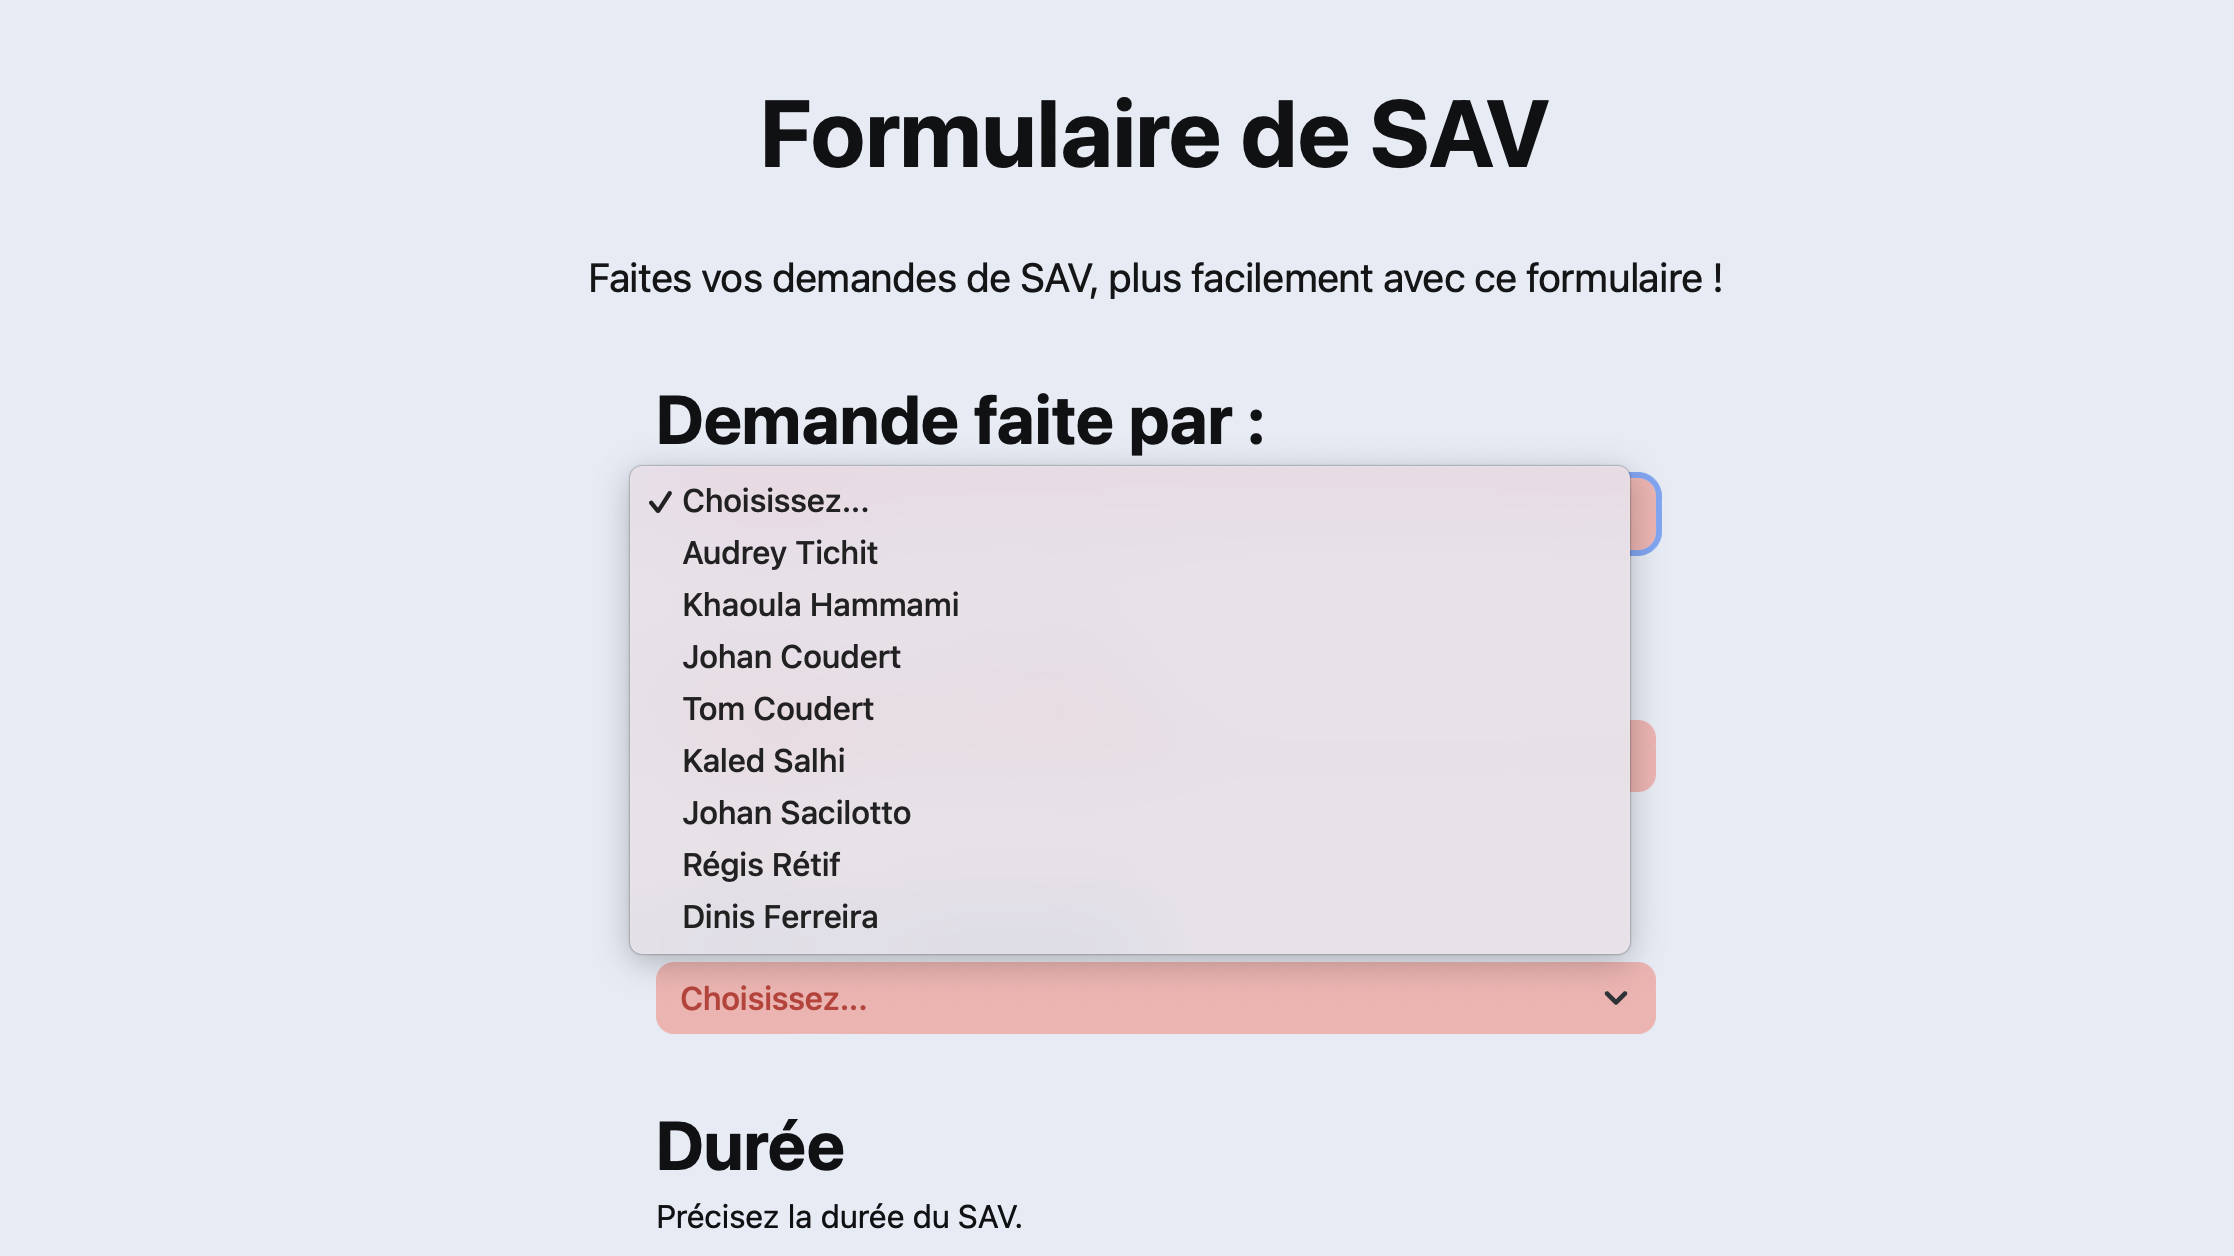 Formulaire de SAV
Faites vos demandes de SAV, plus facilement avec ce formulaire !
Demande faite par :
✓ Choisissez...
Audrey Tichit
Khaoula Hammami
Johan Coudert
Tom Coudert
Kaled Salhi
Johan Sacilotto
Régis Rétif
Dinis Ferreira
Choisissez...
Durée
Précisez la durée du SAV.